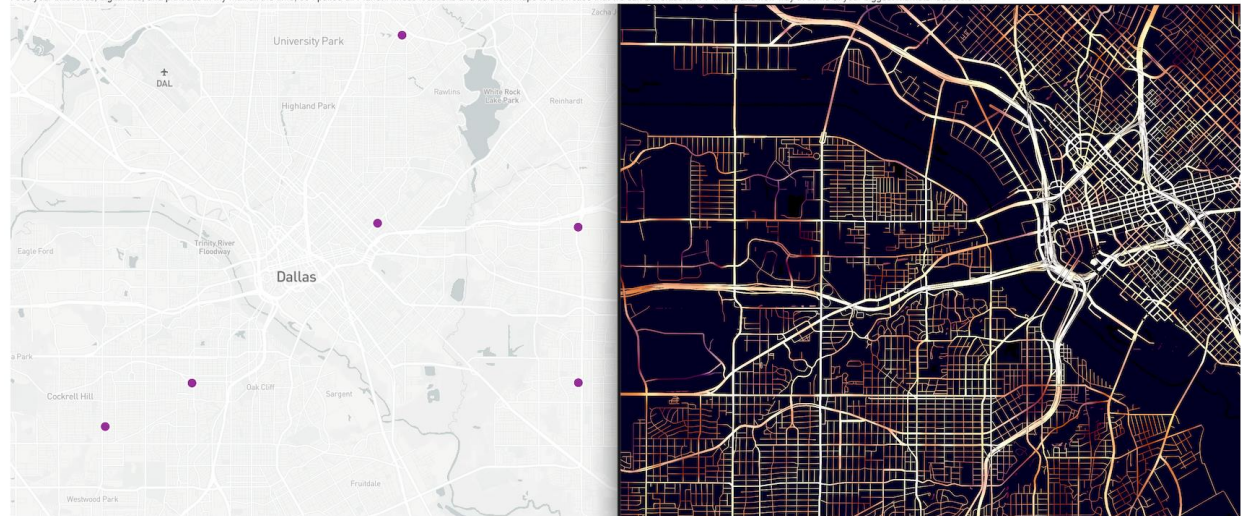 Zacha J
University Park
DAL
Rawlins
White Rock
Lake Park
Reinhardt
Highland Park
Trinity River
Floodway
Eagle Ford
Dallas
a Park
Oak Cliff
Cockrell Hill
Sargent
Fruitdale
Westwood Park